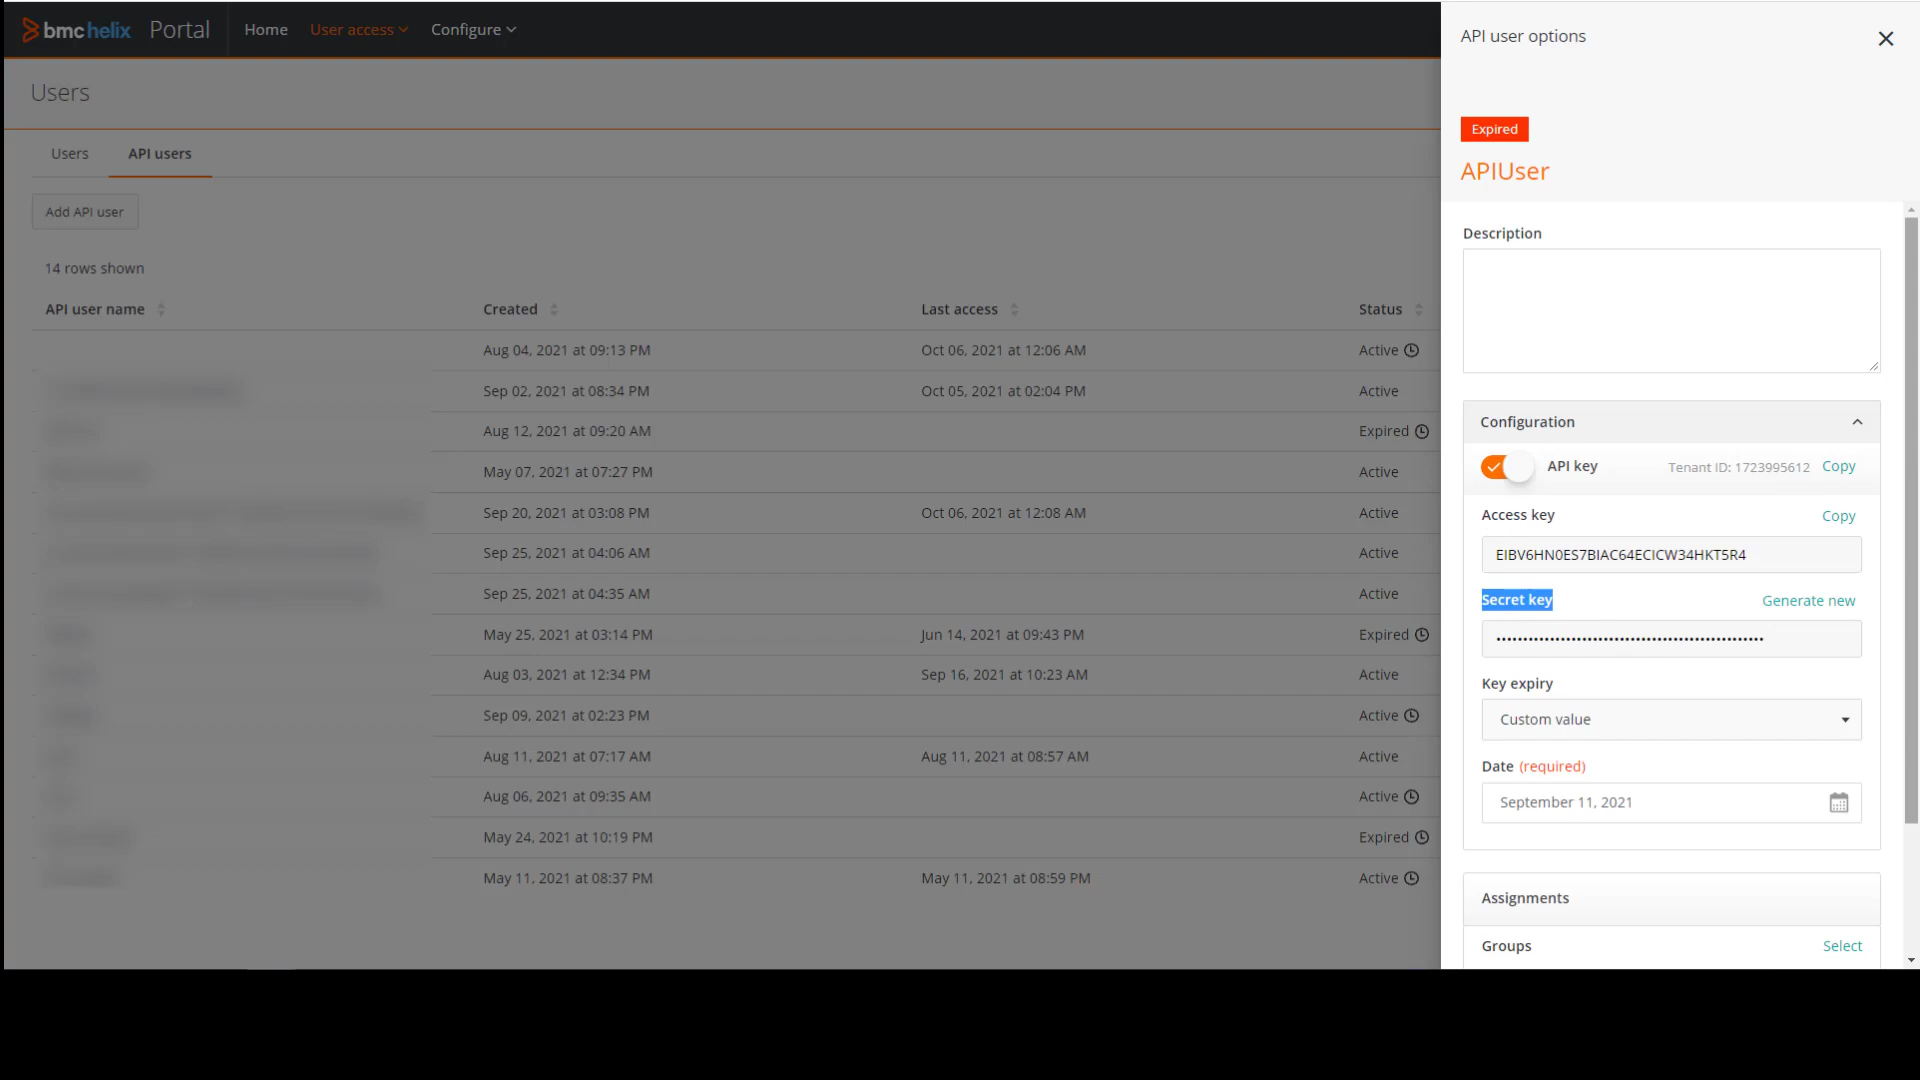 bmc helix Portal Home User access Configure
Users
Users API users
Add API user
14 rows shown
API user name Created Last access Status
Aug 04, 2021 at 09:13 PM Oct 06, 2021 at 12:06 AM Active
Sep 02, 2021 at 08:34 PM Oct 05, 2021 at 02:04 PM Active
Aug 12, 2021 at 09:20 AM Expired
May 07, 2021 at 07:27 PM Active
Sep 20, 2021 at 03:08 PM Oct 06, 2021 at 12:08 AM Active
Sep 25, 2021 at 04:06 AM Active
Sep 25, 2021 at 04:35 AM Active
May 25, 2021 at 03:14 PM Jun 14, 2021 at 09:43 PM Expired
Aug 03, 2021 at 12:34 PM Sep 16, 2021 at 10:23 AM Active
Sep 09, 2021 at 02:23 PM Active
Aug 11, 2021 at 07:17 AM Aug 11, 2021 at 08:57 AM Active
Aug 06, 2021 at 09:35 AM Active
May 24, 2021 at 10:19 PM Expired
May 11, 2021 at 08:37 PM May 11, 2021 at 08:59 PM Active
API user options
Expired
APIUser
Description
Configuration
API key Tenant ID: 1723995612 Copy
Access key Copy
EIBV6HN0ES7BIAC64ECICW34HKT5R4
Secret key Generate new
Key expiry
Custom value
Date (required)
September 11, 2021
Assignments
Groups Select